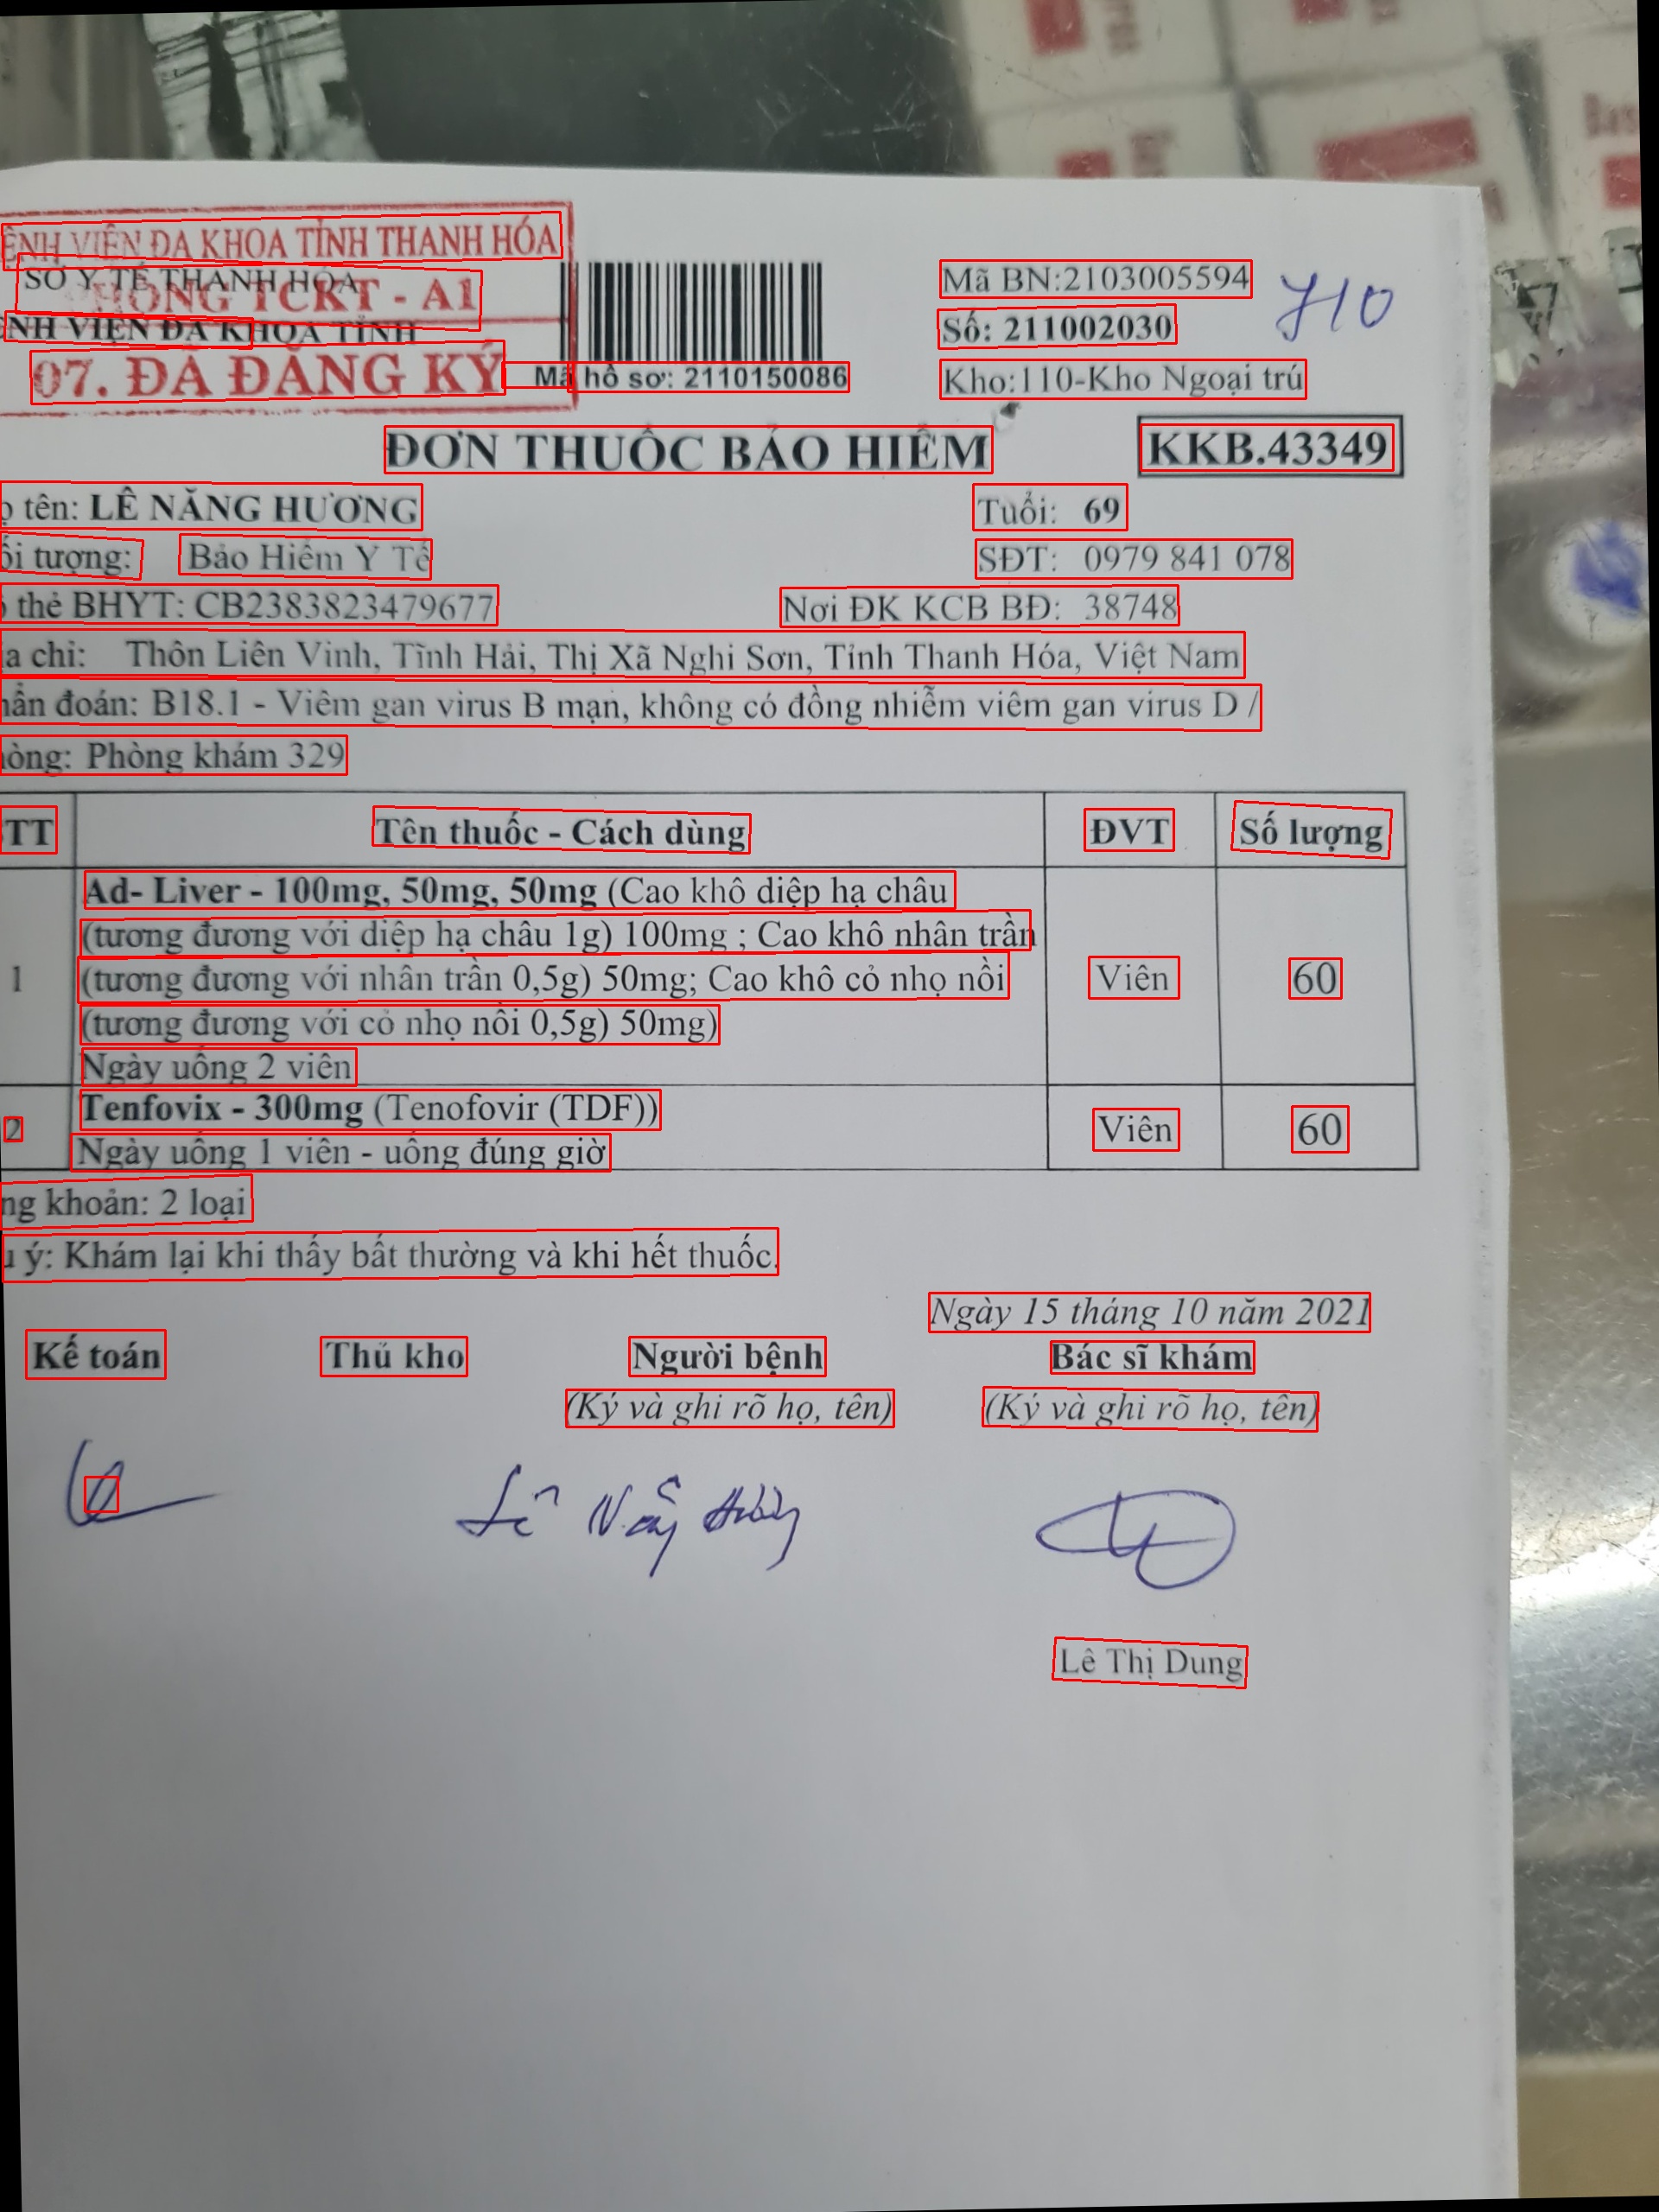 ỆNH VIỆN ĐA KHOA TỈNH THANH HÓA
SỞ Y TẾ THANH HÓA
PHÒNG TCKT - A1
ỆNH VIỆN ĐA KHOA TỈNH
07. ĐÃ ĐĂNG KÝ
Mã hồ sơ: 2110150086
Mã BN:2103005594
710
Số: 211002030
Kho:110-Kho Ngoại trú
ĐƠN THUỐC BẢO HIỂM
KKB.43349
ọ tên: LÊ NĂNG HƯƠNG
Tuổi: 69
ối tượng: Bảo Hiểm Y Tế
SĐT: 0979 841 078
ố thẻ BHYT: CB2383823479677
Nơi ĐK KCB BĐ: 38748
ịa chỉ: Thôn Liên Vinh, Tĩnh Hải, Thị Xã Nghi Sơn, Tỉnh Thanh Hóa, Việt Nam
hẩn đoán: B18.1 - Viêm gan virus B mạn, không có đồng nhiễm viêm gan virus D /
hòng: Phòng khám 329
TT Tên thuốc - Cách dùng ĐVT Số lượng
1 Ad- Liver - 100mg, 50mg, 50mg (Cao khô diệp hạ châu
(tương đương với diệp hạ châu 1g) 100mg ; Cao khô nhân trần
(tương đương với nhân trần 0,5g) 50mg; Cao khô cỏ nhọ nồi
(tương đương với cỏ nhọ nồi 0,5g) 50mg)
Ngày uống 2 viên
Viên 60
2 Tenfovix - 300mg (Tenofovir (TDF))
Ngày uống 1 viên - uống đúng giờ
Viên 60
ng khoản: 2 loại
u ý: Khám lại khi thấy bất thường và khi hết thuốc.
Ngày 15 tháng 10 năm 2021
Kế toán Thủ kho Người bệnh Bác sĩ khám
(Ký và ghi rõ họ, tên) (Ký và ghi rõ họ, tên)
Lê Năng Hương
Lê Thị Dung